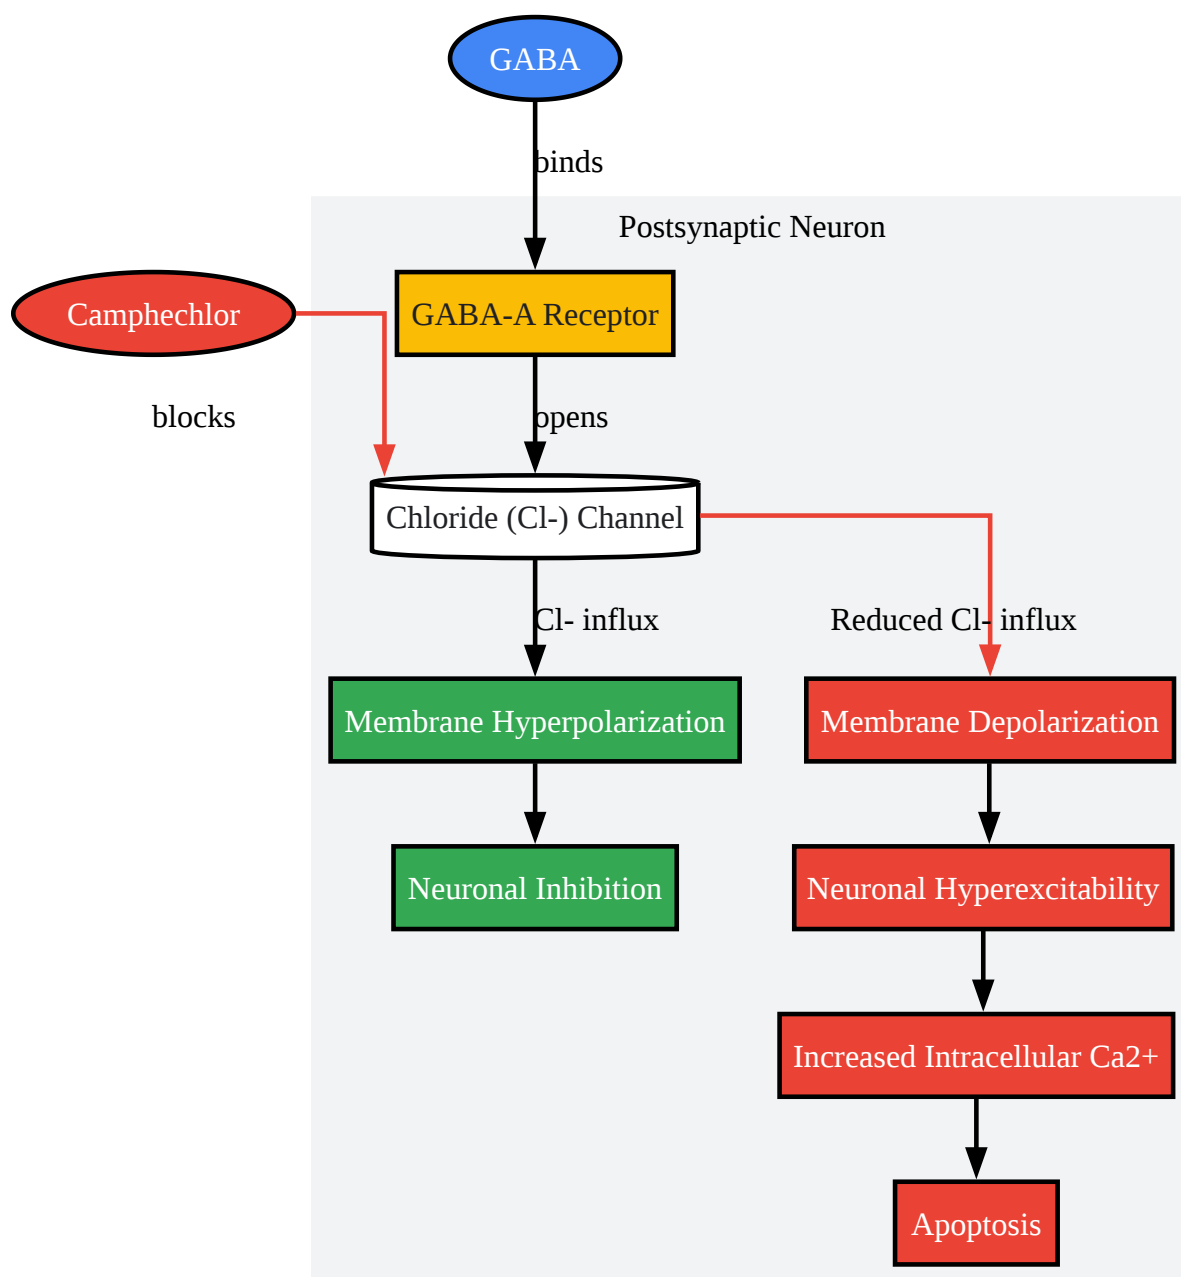 GABA
binds
Postsynaptic Neuron
Camphechlor
GABA-A Receptor
blocks
opens
Chloride (Cl-) Channel
Cl- influx
Reduced Cl- influx
Membrane Hyperpolarization
Membrane Depolarization
Neuronal Inhibition
Neuronal Hyperexcitability
Increased Intracellular Ca2+
Apoptosis